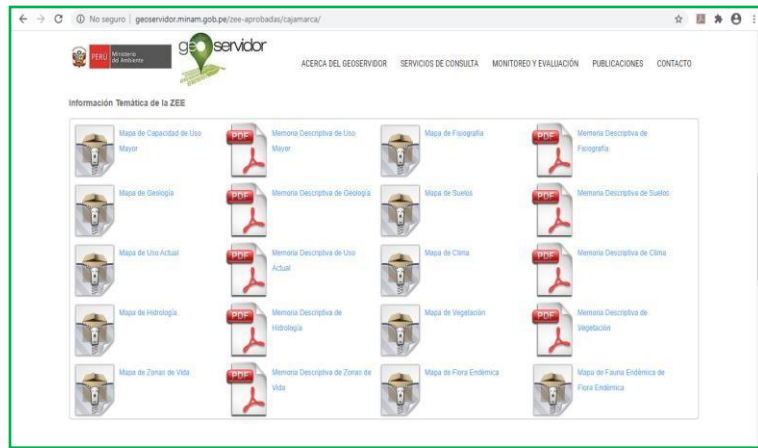 No seguro | geoservidor.minam.gob.pe/zee-aprobadas/cajamarca/
PERÚ Ministerio
del Ambiente
geo servidor
ACERCA DEL GEOSERVIDOR SERVICIOS DE CONSULTA MONITOREO Y EVALUACIÓN PUBLICACIONES CONTACTO
Información Temática de la ZEE
Mapa de Capacidad de Uso
Mayor
PDF
Memoria Descriptiva de Uso
Mayor
Mapa de Fisiografía
PDF
Memoria Descriptiva de
Fisiografía
Mapa de Geología
PDF
Memoria Descriptiva de Geología
Mapa de Suelos
PDF
Memoria Descriptiva de Suelos
Mapa de Uso Actual
PDF
Memoria Descriptiva de Uso
Actual
Mapa de Clima
PDF
Memoria Descriptiva de Clima
Mapa de Hidrología
PDF
Memoria Descriptiva de
Hidrología
Mapa de Vegetación
PDF
Memoria Descriptiva de
Vegetación
Mapa de Zonas de Vida
PDF
Memoria Descriptiva de Zonas de
Vida
Mapa de Flora Endémica
Mapa de Fauna Endémica de
Flora Endémica